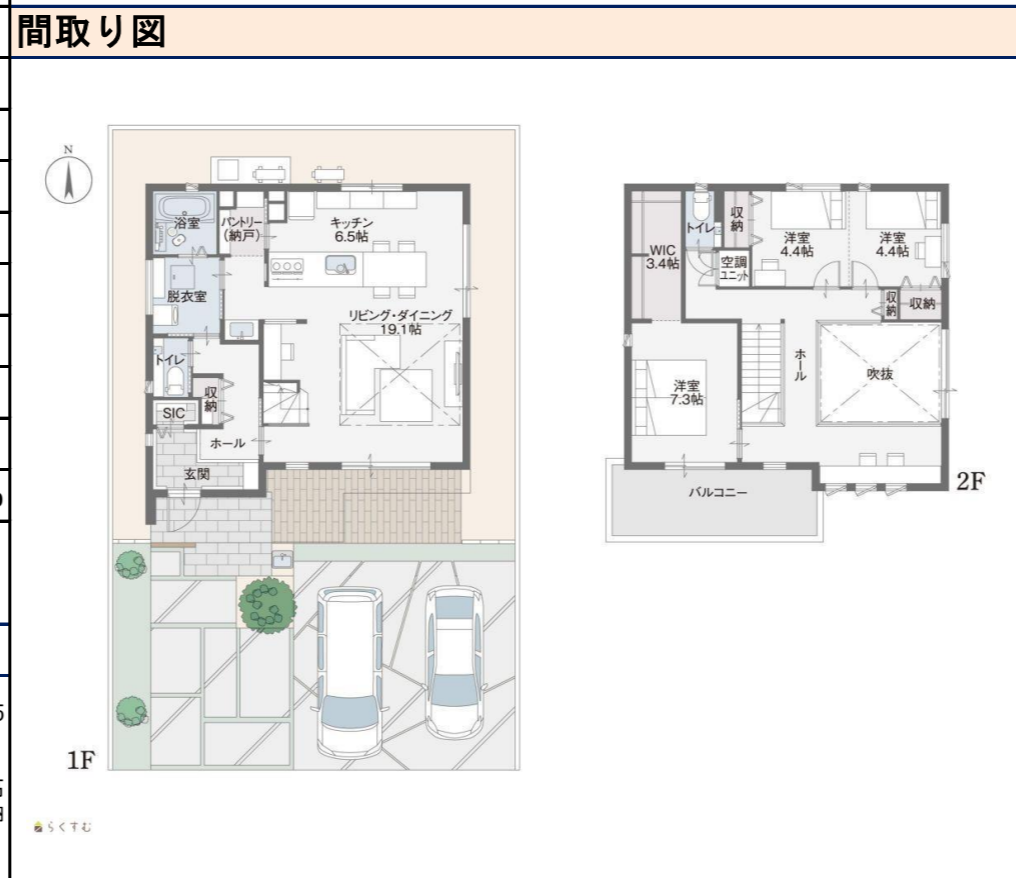 間取り図
N
浴室
パントリー
(納戸)
キッチン
6.5帖
脱衣室
リビング・ダイニング
19.1帖
トイレ
収納
SIC
ホール
玄関
1F
WIC
3.4帖
トイレ
収納
空調
ユニット
洋室
4.4帖
洋室
4.4帖
収納
収納
ホール
吹抜
洋室
7.3帖
バルコニー
2F
らくすむ